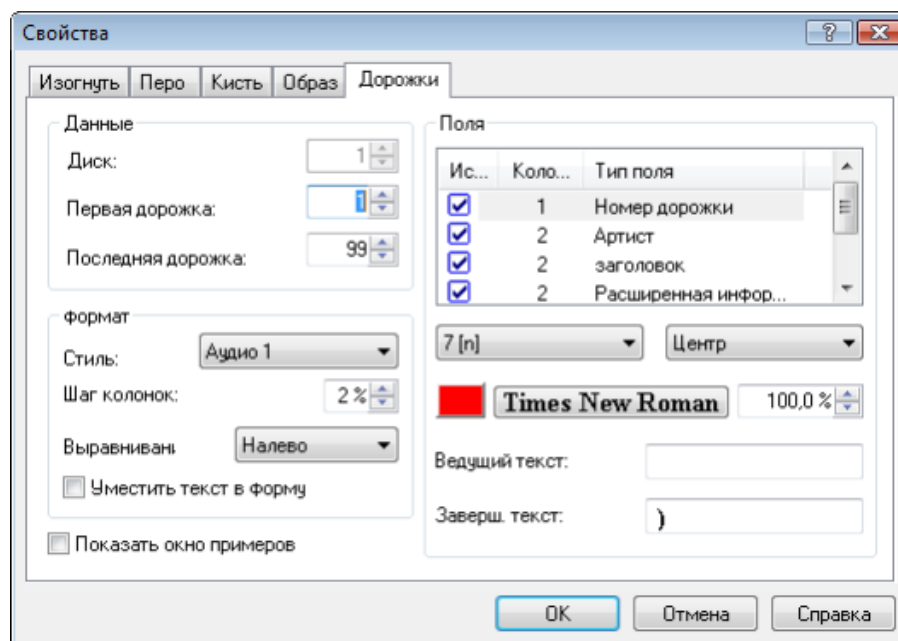 Свойства
Изогнуть Перо Кисть Образ Дорожки
Данные
Диск: 1
Первая дорожка: 1
Последняя дорожка: 99
формат
Стиль: Аудио 1
Шаг колонок: 2 %
Выравнивани Налево
Уместить текст в форму
Показать окно примеров
Поля
Ис... Коло... Тип поля
1 Номер дорожки
2 Артист
2 заголовок
2 Расширенная инфор...
7 [n] Центр
Times New Roman 100,0 %
Ведущий текст:
Заверш. текст: )
OK Отмена Справка